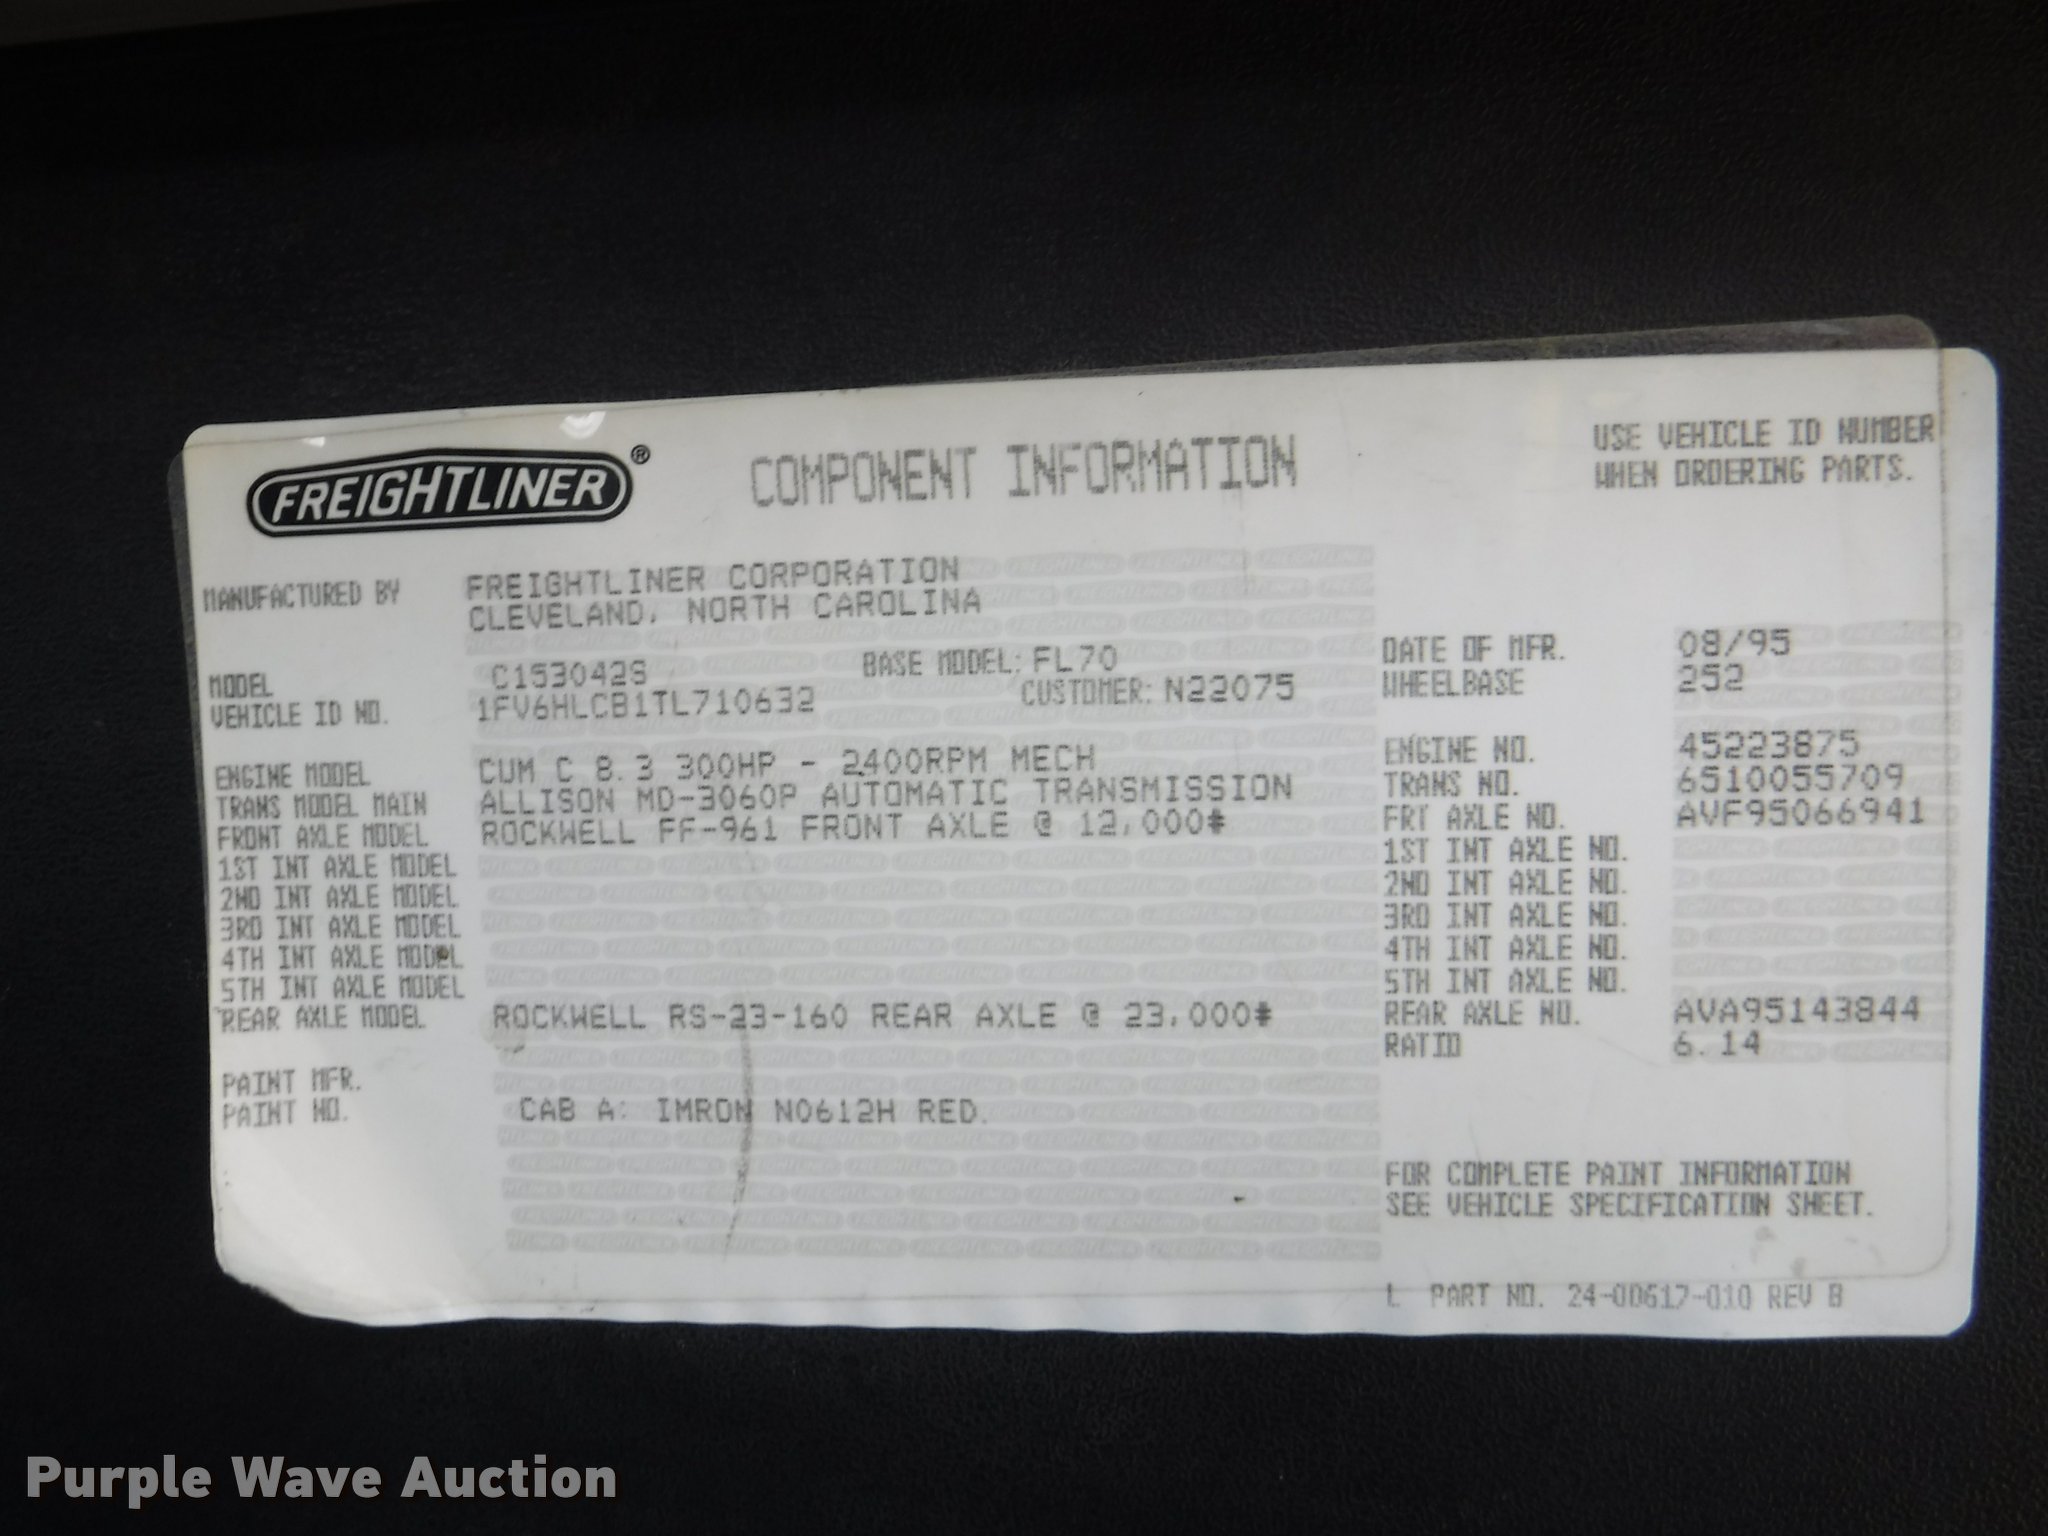 FREIGHTLINER®
COMPONENT INFORMATION
USE VEHICLE ID NUMBER
WHEN ORDERING PARTS.
MANUFACTURED BY FREIGHTLINER CORPORATION
CLEVELAND, NORTH CAROLINA
MODEL C153042S BASE MODEL: FL70
VEHICLE ID NO. 1FV6HLCB1TL710632 CUSTOMER: N22075
DATE OF MFR. 08/95
WHEELBASE 252
ENGINE MODEL CUM C 8.3 300HP - 2400RPM MECH
TRANS MODEL MAIN ALLISON MD-3060P AUTOMATIC TRANSMISSION
FRONT AXLE MODEL ROCKWELL FF-961 FRONT AXLE @ 12,000#
1ST INT AXLE MODEL
2ND INT AXLE MODEL
3RD INT AXLE MODEL
4TH INT AXLE MODEL
5TH INT AXLE MODEL
REAR AXLE MODEL ROCKWELL RS-23-160 REAR AXLE @ 23,000#
ENGINE NO. 45223875
TRANS NO. 6510055709
FRT AXLE NO. AVF95066941
1ST INT AXLE NO.
2ND INT AXLE NO.
3RD INT AXLE NO.
4TH INT AXLE NO.
5TH INT AXLE NO.
REAR AXLE NO. AVA95143844
RATIO 6.14
PAINT MFR.
PAINT NO. CAB A: IMRON N0612H RED.
FOR COMPLETE PAINT INFORMATION
SEE VEHICLE SPECIFICATION SHEET.
L PART NO. 24-00617-010 REV B
Purple Wave Auction